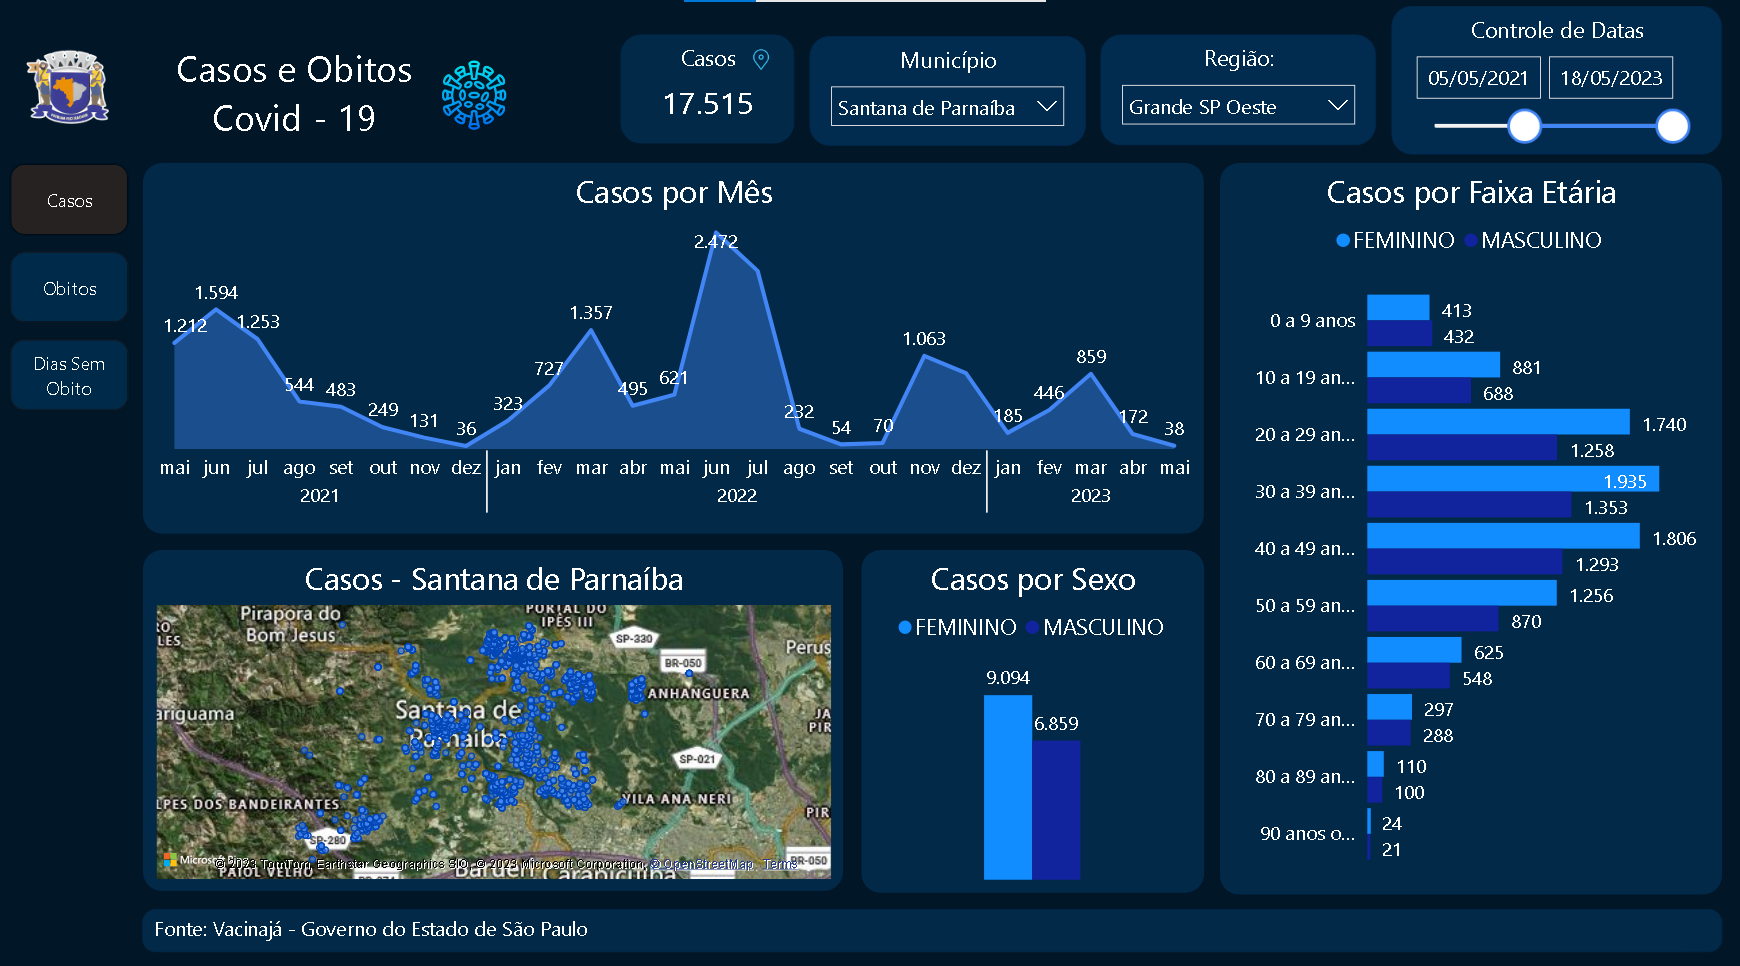 Casos e Obitos
Covid - 19
Casos
17.515
Município
Santana de Parnaíba
Região:
Grande SP Oeste
Controle de Datas
05/05/2021
18/05/2023
Casos
Obitos
Dias Sem
Obito
Casos por Mês
1.212
1.594
1.253
544
483
249
131
36
323
727
1.357
495
621
2.472
232
54
70
1.063
185
446
859
172
38
mai jun jul ago set out nov dez jan fev mar abr mai jun jul ago set out nov dez jan fev mar abr mai
2021 2022 2023
Casos por Faixa Etária
FEMININO MASCULINO
0 a 9 anos 413
432
10 a 19 an... 881
688
20 a 29 an... 1.740
1.258
30 a 39 an... 1.935
1.353
40 a 49 an... 1.806
1.293
50 a 59 an... 1.256
870
60 a 69 an... 625
548
70 a 79 an... 297
288
80 a 89 an... 110
100
90 anos o... 24
21
Casos - Santana de Parnaíba
Pirapora do
Bom Jesus
PORTAL DO
IPÊS III
SP-330
BR-050
Perus
ANHANGUERA
ariguama
Santana de
Parnaíba
SP-021
LPES DOS BANDEIRANTES
VILA ANA NERI
SP-280
BR-050
PAIOL VELHO
Carapicuíba
© 2023 TomTom, Earthstar Geographics SIO, © 2023 Microsoft Corporation, © OpenStreetMap, Terms
Casos por Sexo
FEMININO MASCULINO
9.094
6.859
Fonte: Vacinajá - Governo do Estado de São Paulo